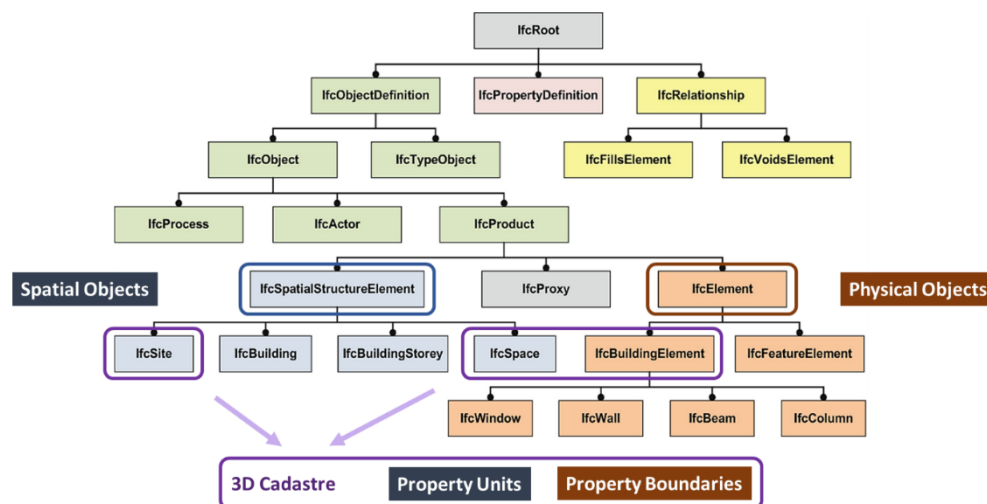 IfcRoot
IfcObjectDefinition IfcPropertyDefinition IfcRelationship
IfcObject IfcTypeObject IfcFillsElement IfcVoidsElement
IfcProcess IfcActor IfcProduct
Spatial Objects IfcSpatialStructureElement IfcProxy IfcElement Physical Objects
IfcSite IfcBuilding IfcBuildingStorey IfcSpace IfcBuildingElement IfcFeatureElement
IfcWindow IfcWall IfcBeam IfcColumn
3D Cadastre Property Units Property Boundaries